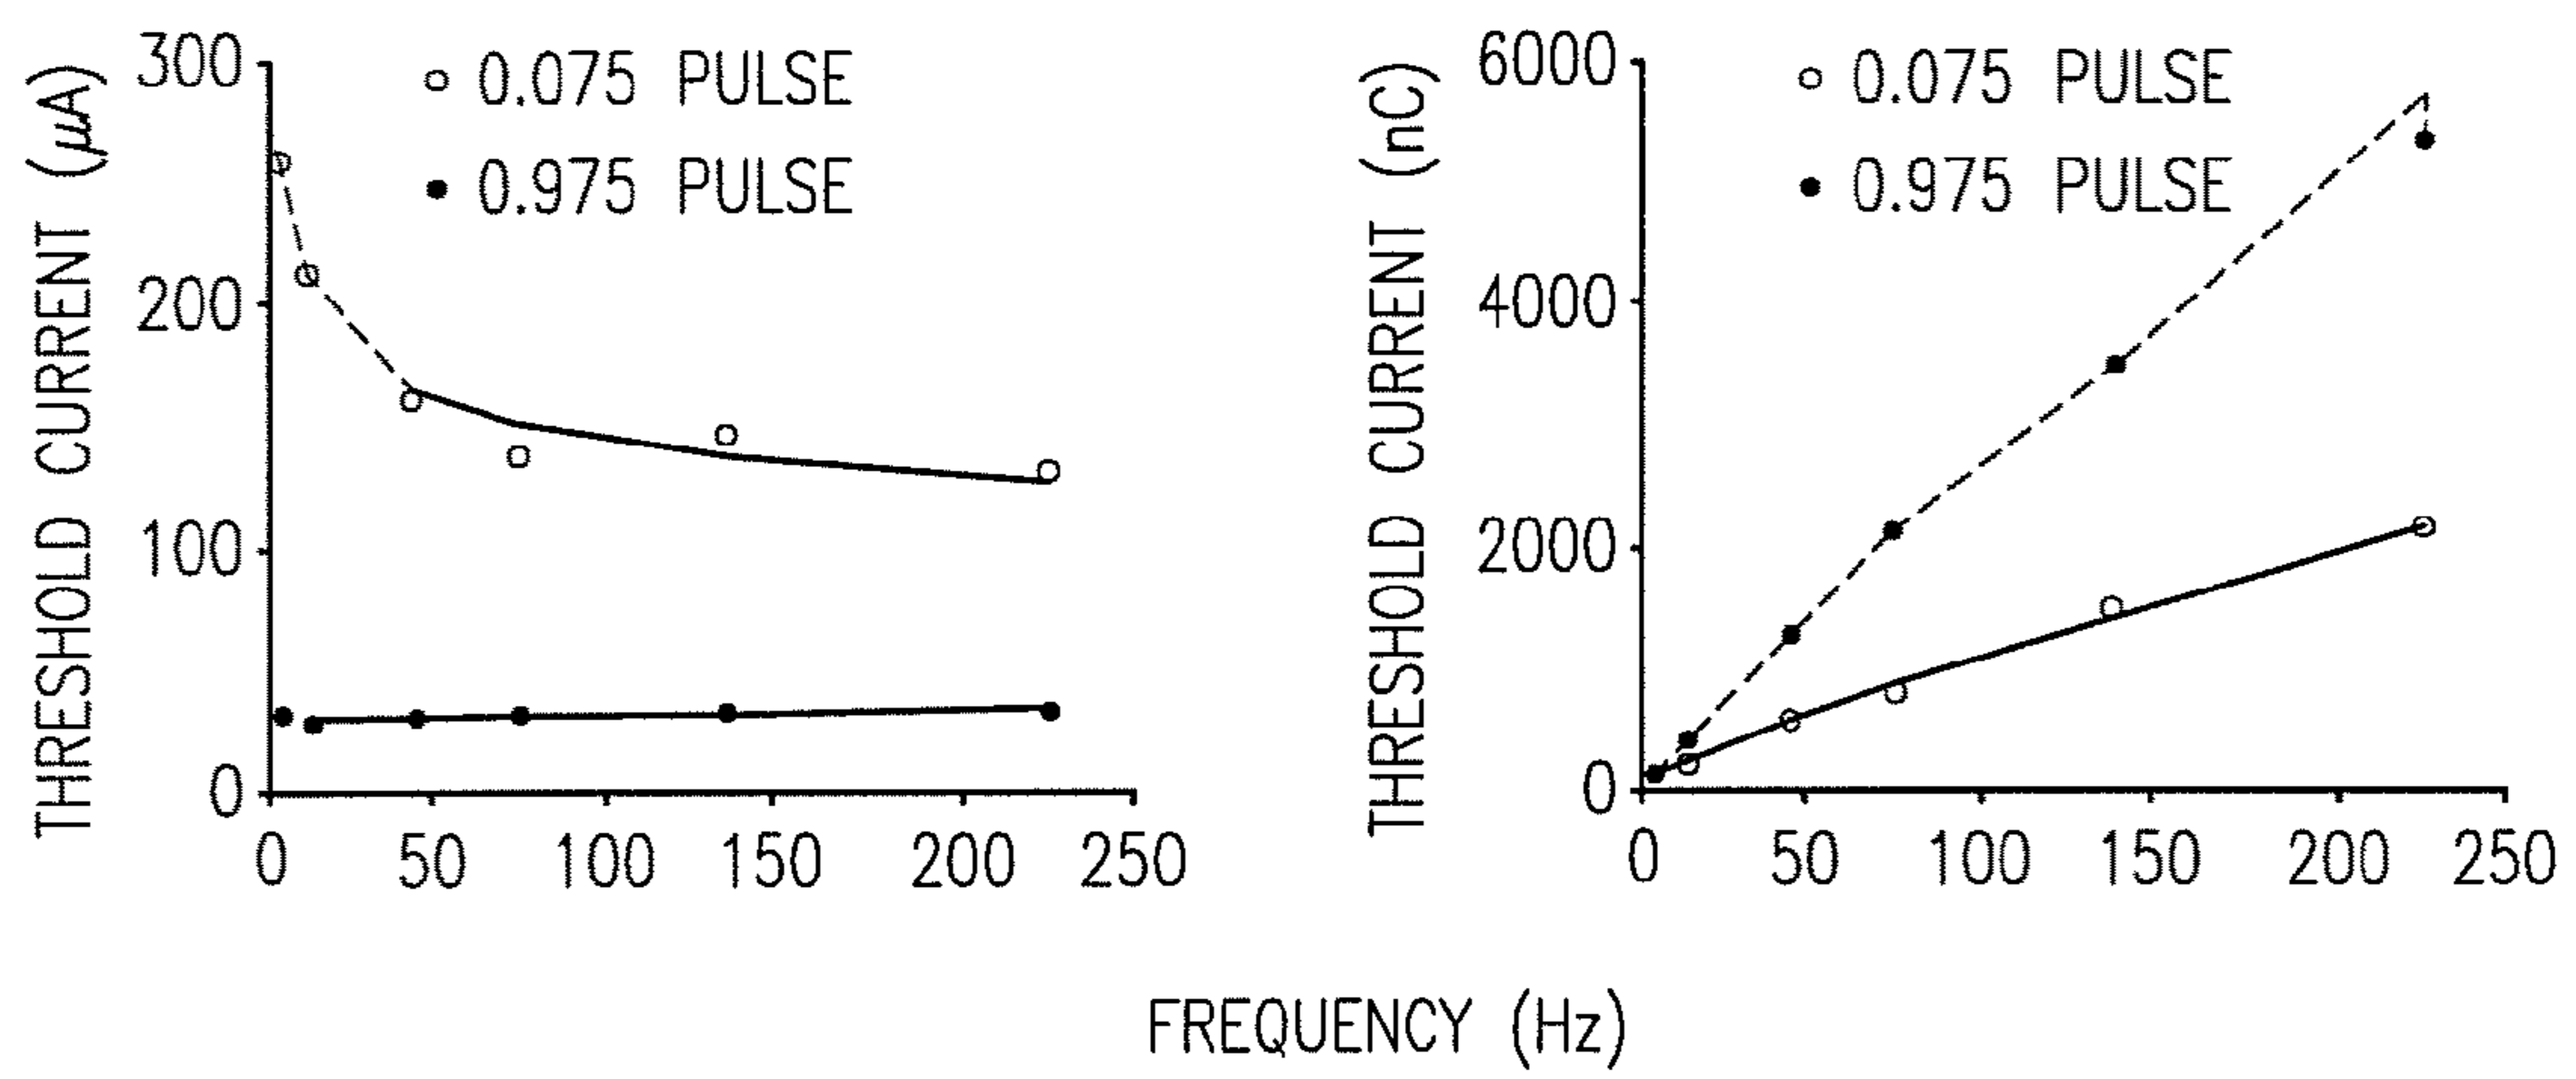 THRESHOLD CURRENT (μA)
300
200
100
0
0 50 100 150 200 250
0.075 PULSE
0.975 PULSE
THRESHOLD CURRENT (nC)
6000
4000
2000
0
0 50 100 150 200 250
0.075 PULSE
0.975 PULSE
FREQUENCY (Hz)